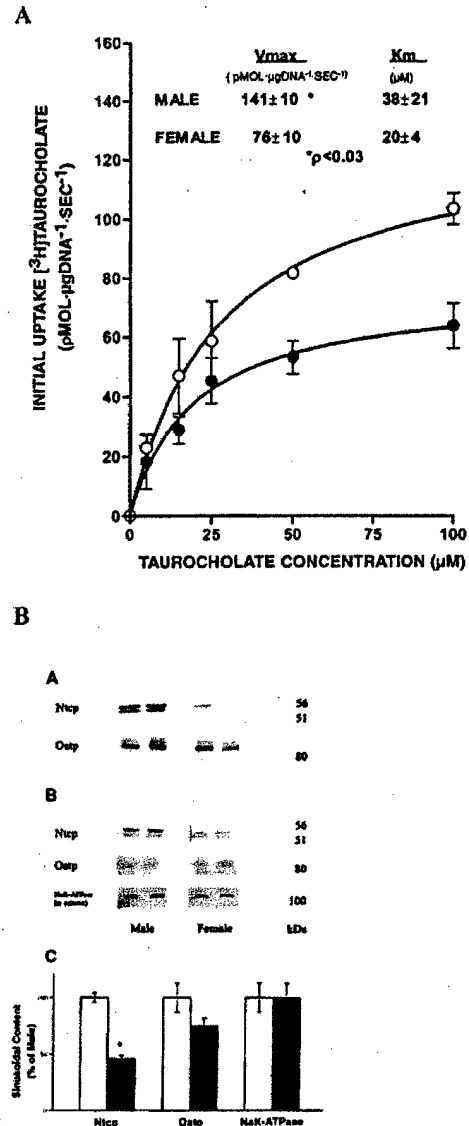 A
INITIAL UPTAKE [³H]TAUROCHOLATE
(pMOL·µgDNA⁻¹·SEC⁻¹)
160
140
120
100
80
60
40
20
0
Vmax Km
(pMOL·µgDNA⁻¹·SEC⁻¹) (µM)
MALE 141±10 * 38±21
FEMALE 76±10 20±4
*p<0.03
0 25 50 75 100
TAUROCHOLATE CONCENTRATION (µM)
B
A
Ntcp 56
51
Oatp 80
B
Ntcp 56
51
Oatp 80
NaK-ATPase 100
Male Female kDa
C
Sinusoidal Content
(% of Male)
*
Ntcp Oatp NaK-ATPase